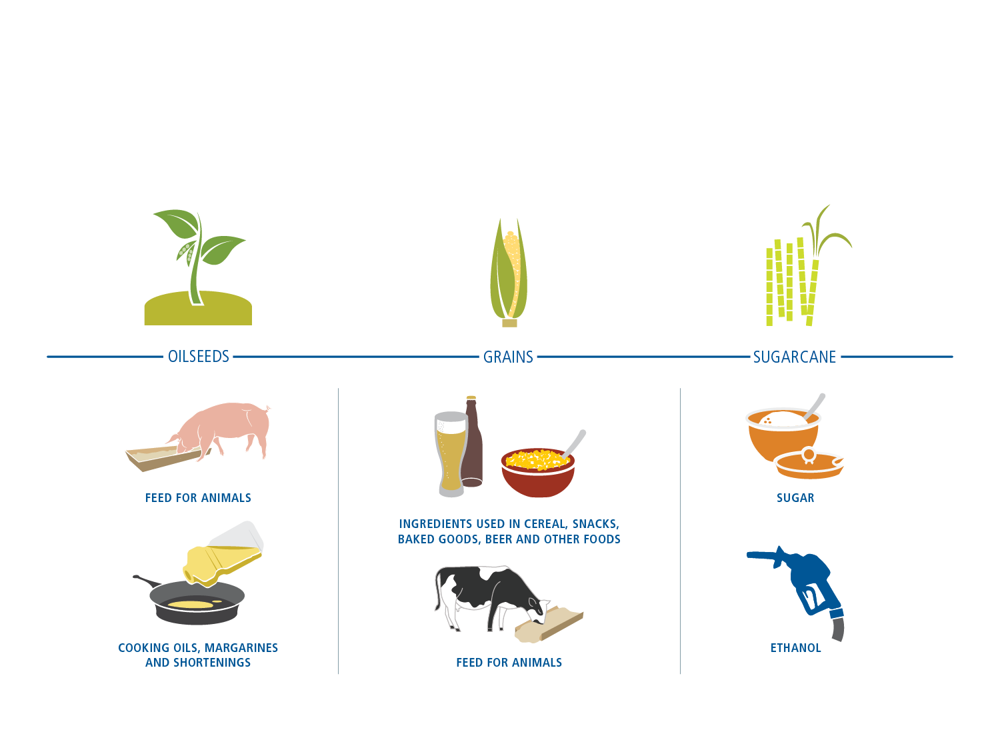 OILSEEDS
GRAINS
SUGARCANE
FEED FOR ANIMALS
COOKING OILS, MARGARINES
AND SHORTENINGS
INGREDIENTS USED IN CEREAL, SNACKS,
BAKED GOODS, BEER AND OTHER FOODS
FEED FOR ANIMALS
SUGAR
ETHANOL